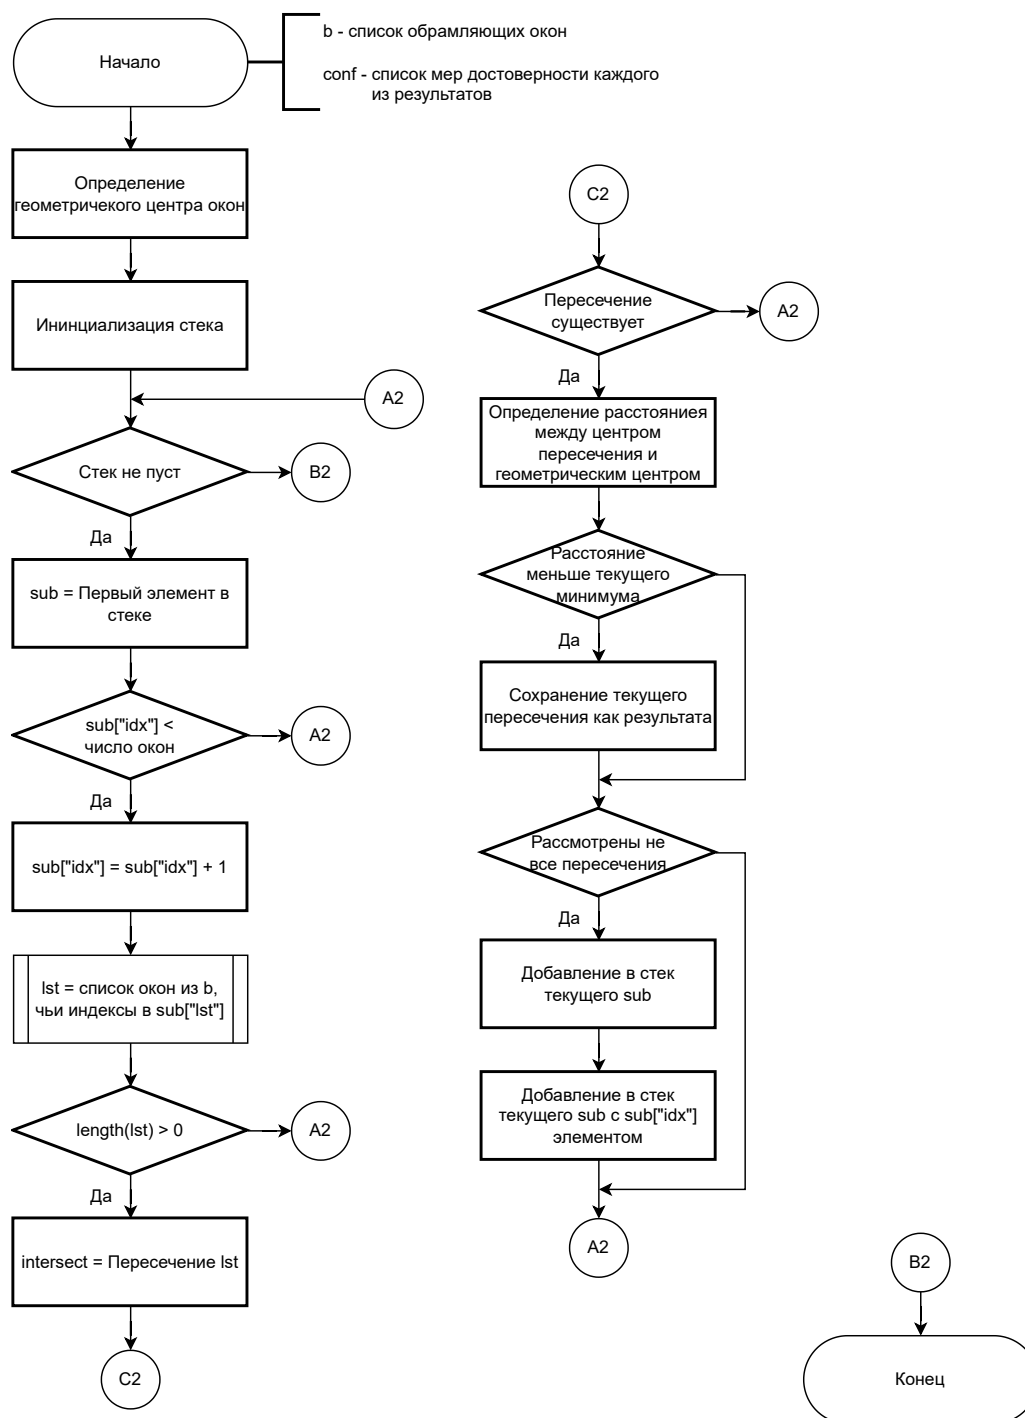 Начало
b - список обрамляющих окон
conf - список мер достоверности каждого
из результатов
Определение
геометричекого центра окон
Ининциализация стека
A2
Стек не пуст
B2
Да
sub = Первый элемент в
стеке
sub["idx"] <
число окон
A2
Да
sub["idx"] = sub["idx"] + 1
lst = список окон из b,
чьи индексы в sub["lst"]
length(lst) > 0
A2
Да
intersect = Пересечение lst
C2
C2
Пересечение
существует
A2
Да
Определение расстояниея
между центром
пересечения и
геометрическим центром
Расстояние
меньше текущего
минимума
Да
Сохранение текущего
пересечения как результата
Рассмотрены не
все пересечения
Да
Добавление в стек
текущего sub
Добавление в стек
текущего sub с sub["idx"]
элементом
A2
B2
Конец